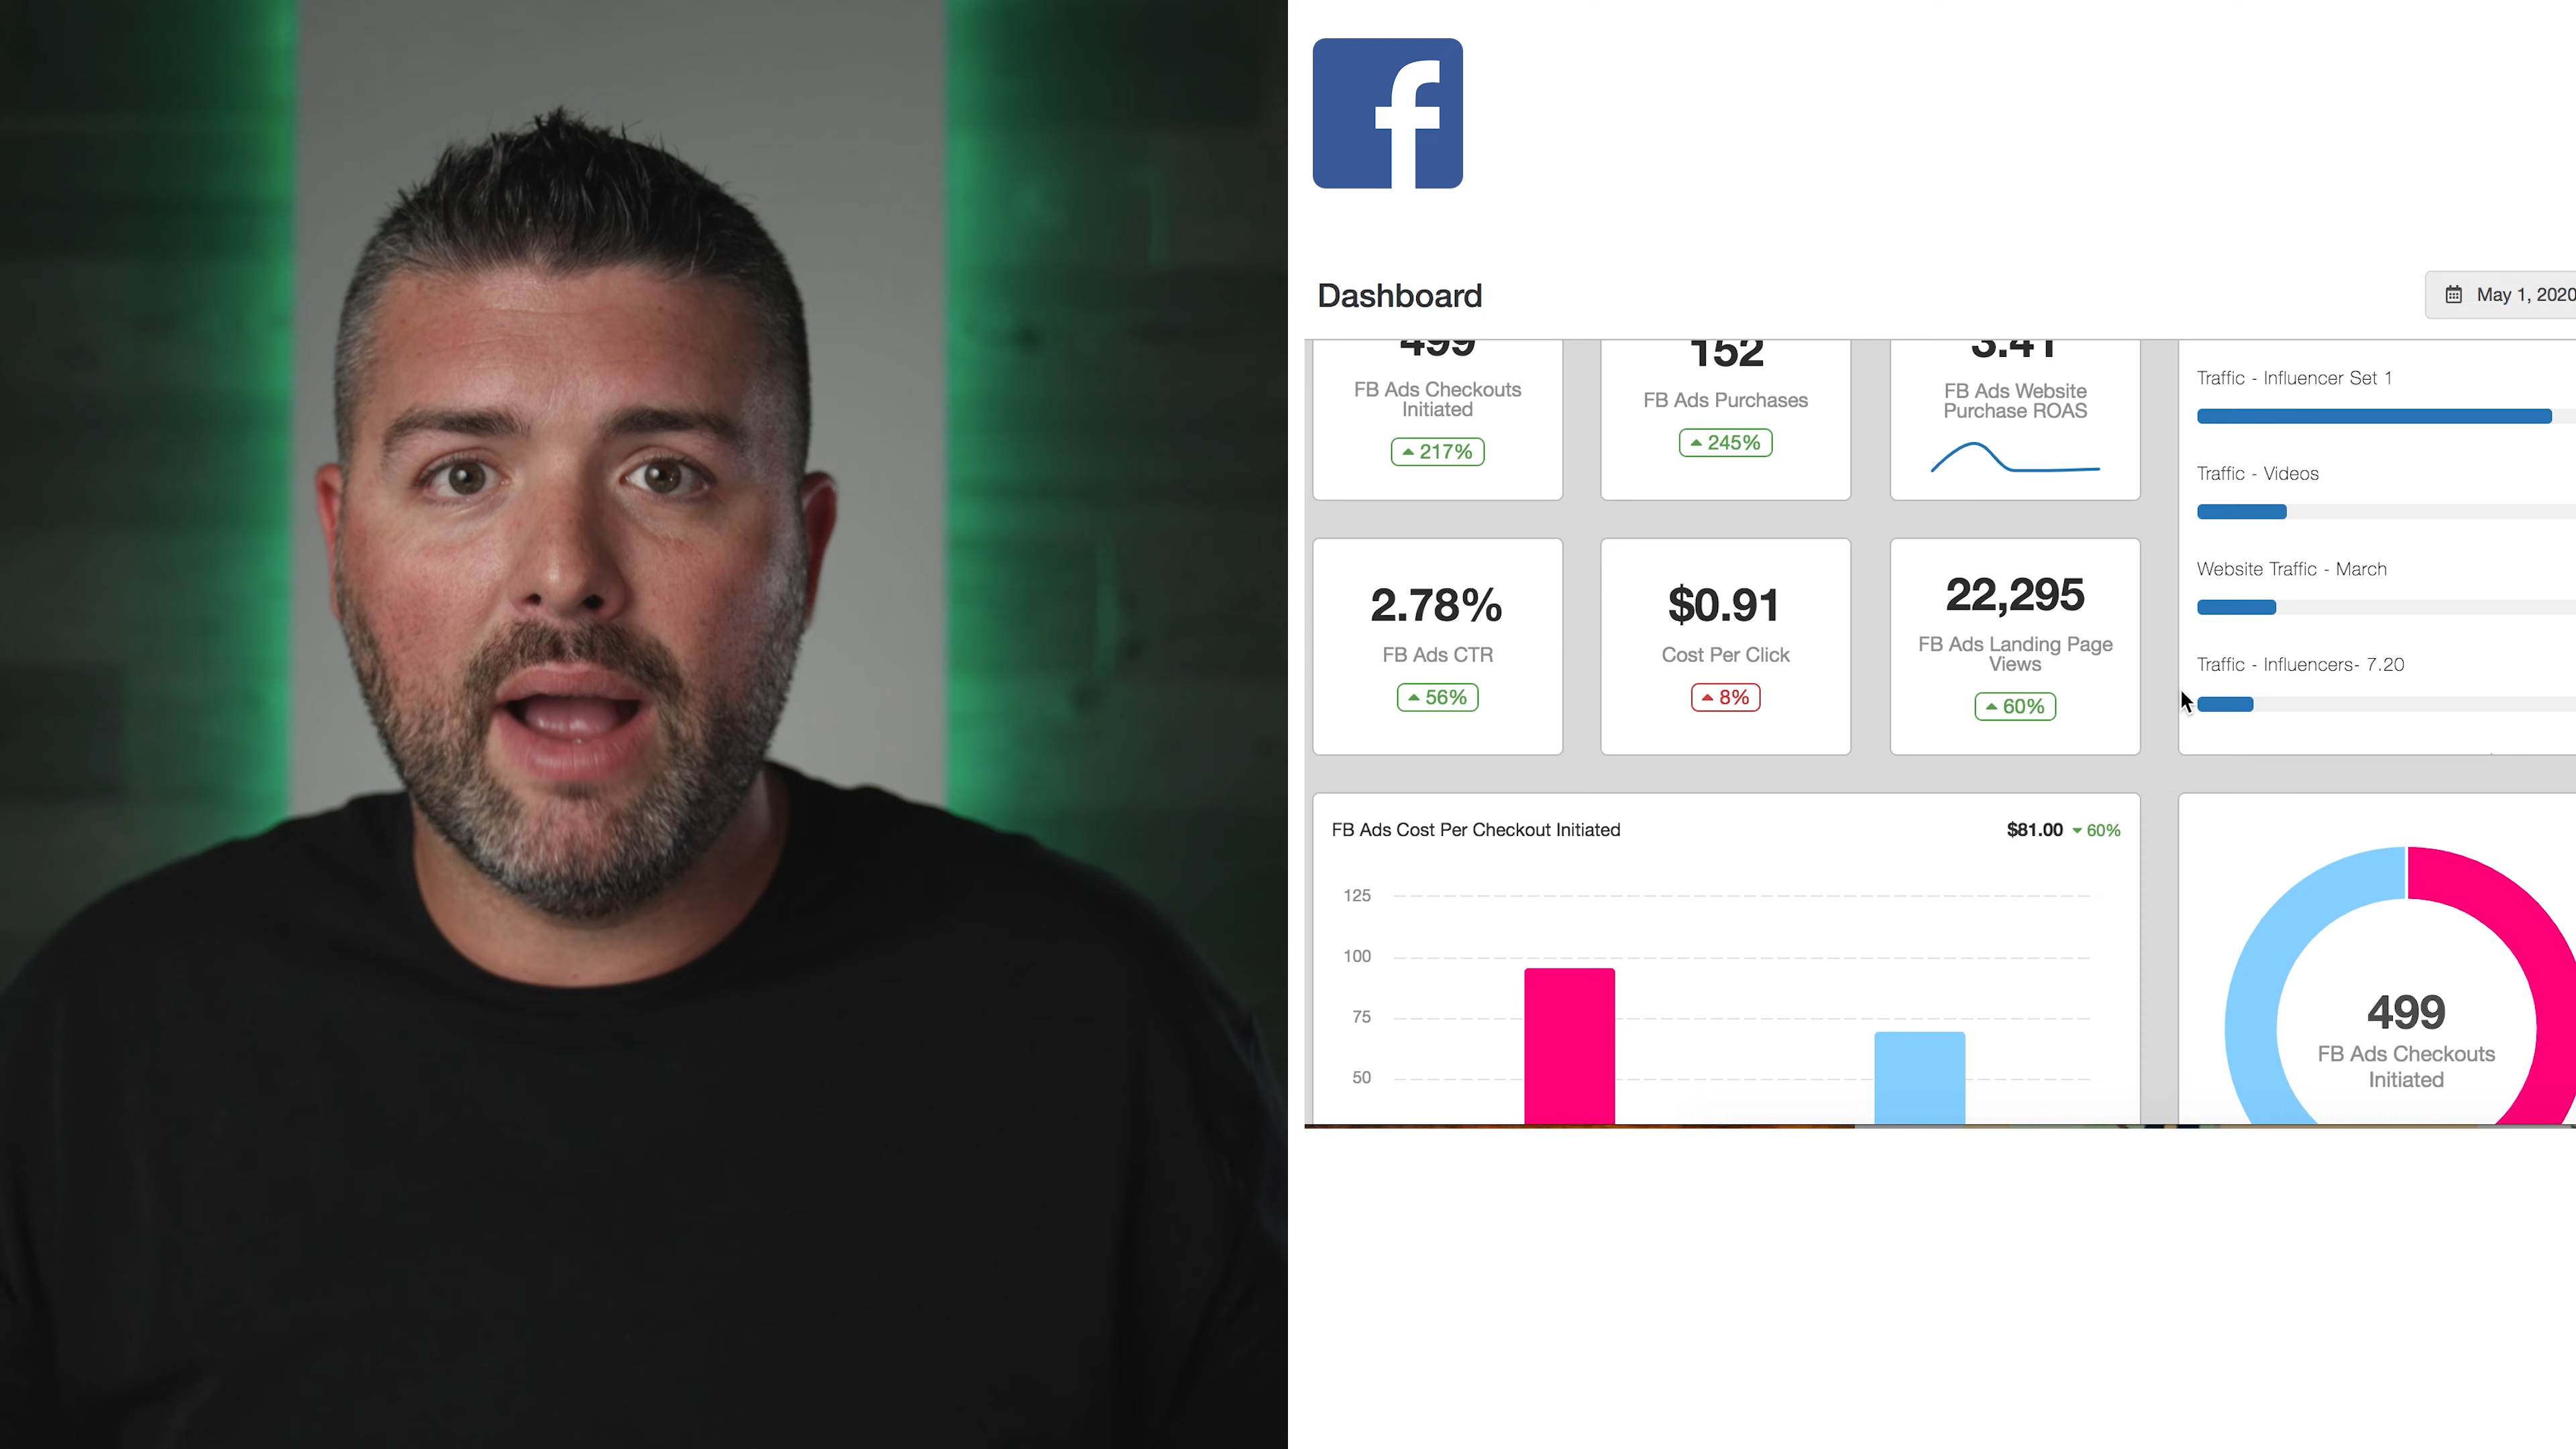 f
Dashboard
May 1, 2020
499
152
3.41
FB Ads Checkouts
Initiated
217%
FB Ads Purchases
245%
FB Ads Website
Purchase ROAS
Traffic - Influencer Set 1
Traffic - Videos
Website Traffic - March
Traffic - Influencers- 7.20
2.78%
FB Ads CTR
56%
$0.91
Cost Per Click
8%
22,295
FB Ads Landing Page
Views
60%
FB Ads Cost Per Checkout Initiated
$81.00 60%
125
100
75
50
499
FB Ads Checkouts
Initiated